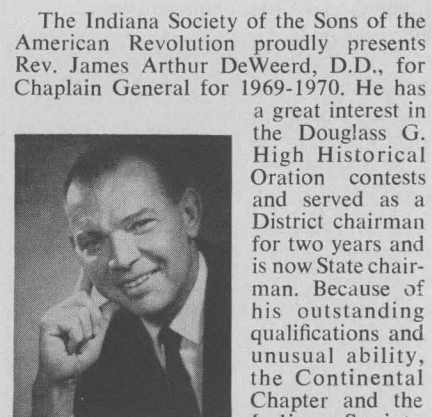 The Indiana Society of the Sons of the
American Revolution proudly presents
Rev. James Arthur DeWeerd, D.D., for
Chaplain General for 1969-1970. He has
a great interest in
the Douglass G.
High Historical
Oration contests
and served as a
District chairman
for two years and
is now State chair-
man. Because of
his outstanding
qualifications and
unusual ability,
the Continental
Chapter and the